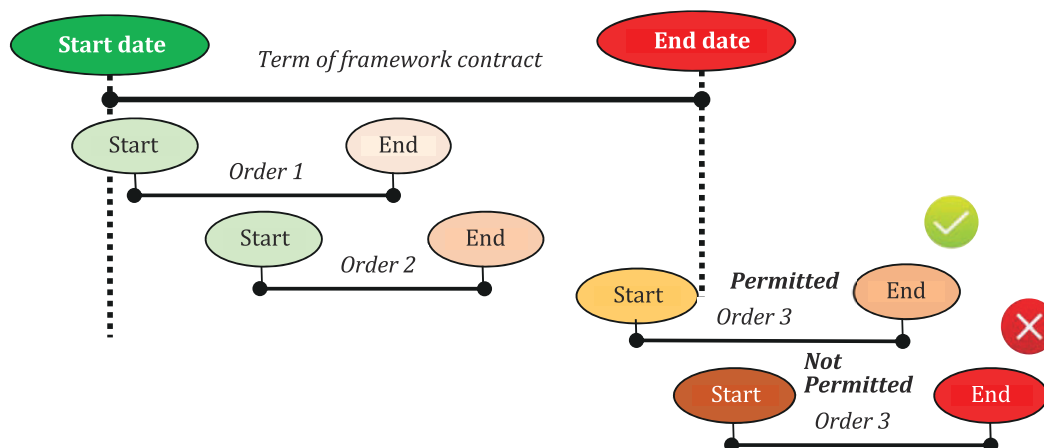 Start date
End date
Term of framework contract
Start
End
Order 1
Start
End
Order 2
Start
Permitted
End
Order 3
Not
Permitted
Start
End
Order 3